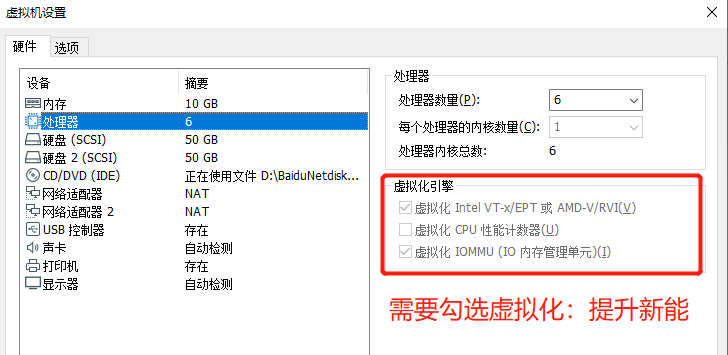 虚拟机设置
硬件 选项
设备 摘要
内存 10 GB
处理器 6
硬盘 (SCSI) 50 GB
硬盘 2 (SCSI) 50 GB
CD/DVD (IDE) 正在使用文件 D:\BaiduNetdisk...
网络适配器 NAT
网络适配器 2 NAT
USB 控制器 存在
声卡 自动检测
打印机 存在
显示器 自动检测
处理器
处理器数量(P): 6
每个处理器的内核数量(C): 1
处理器内核总数: 6
虚拟化引擎
虚拟化 Intel VT-x/EPT 或 AMD-V/RVI(V)
虚拟化 CPU 性能计数器(U)
虚拟化 IOMMU (IO 内存管理单元)(I)
需要勾选虚拟化：提升新能